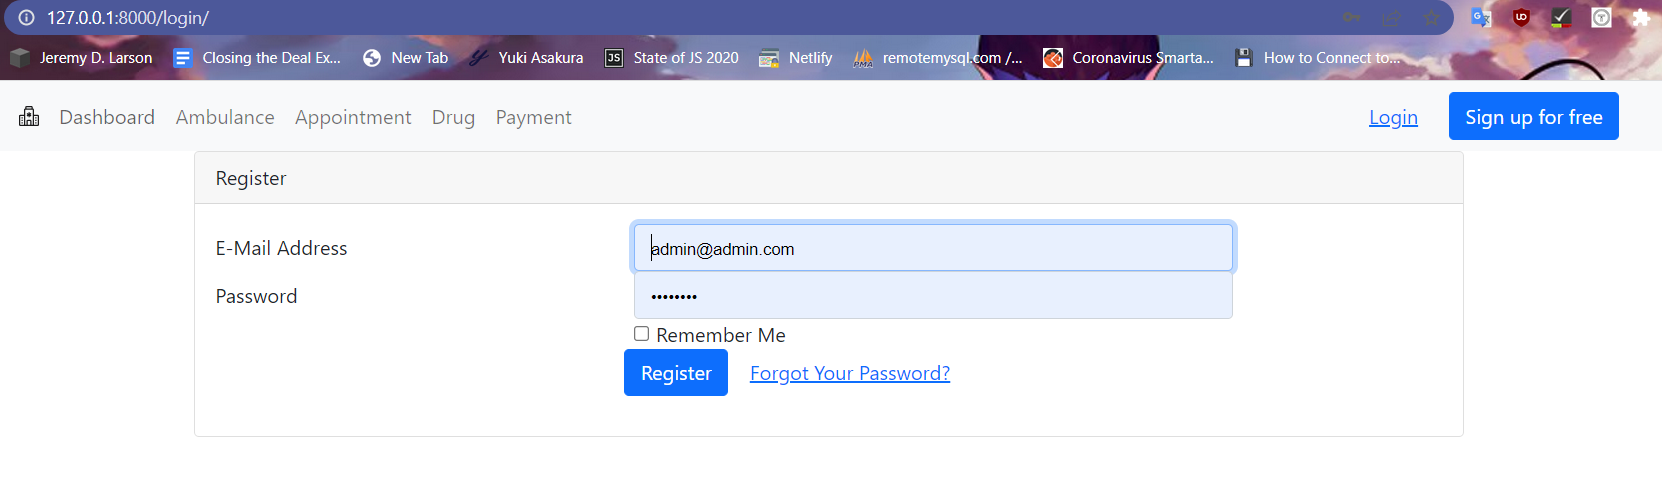 127.0.0.1:8000/login/
Jeremy D. Larson Closing the Deal Ex... New Tab Yuki Asakura JS State of JS 2020 Netlify PMA remotemysql.com /... Coronavirus Smarta... How to Connect to...
Dashboard Ambulance Appointment Drug Payment Login Sign up for free
Register
E-Mail Address admin@admin.com
Password ••••••••
Remember Me
Register Forgot Your Password?